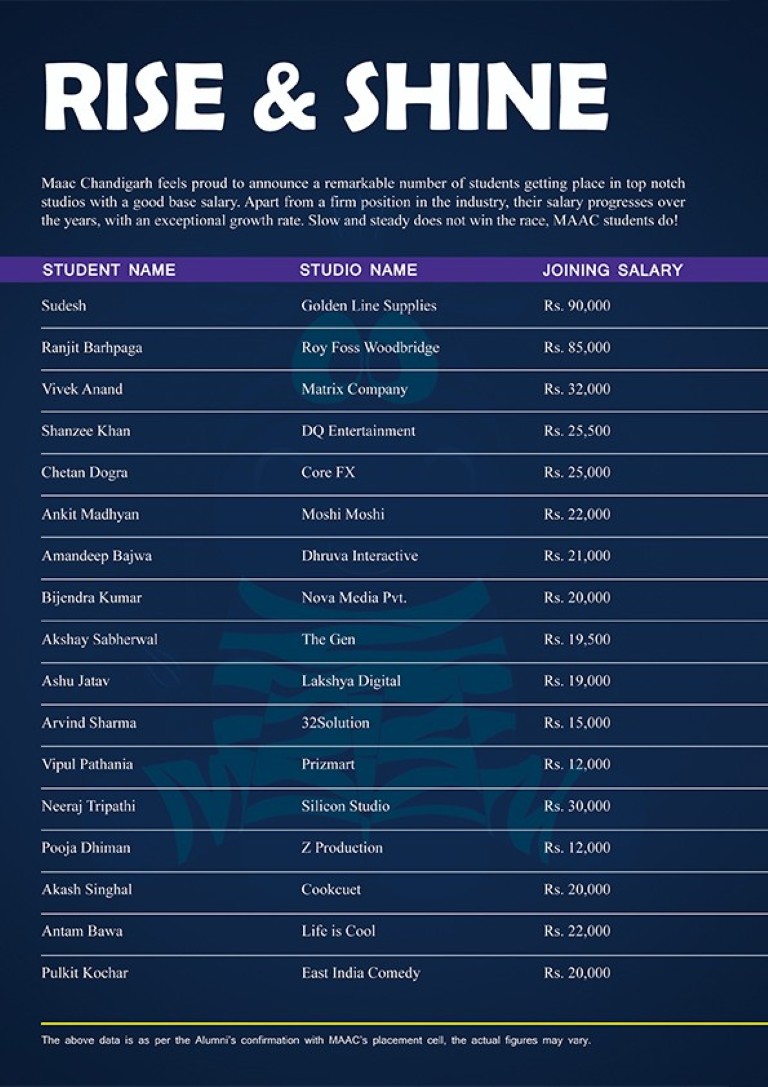 RISE & SHINE
Maac Chandigarh feels proud to announce a remarkable number of students getting place in top notch
studios with a good base salary. Apart from a firm position in the industry, their salary progresses over
the years, with an exceptional growth rate. Slow and steady does not win the race, MAAC students do!
STUDENT NAME STUDIO NAME JOINING SALARY
Sudesh Golden Line Supplies Rs. 90,000
Ranjit Barhpaga Roy Foss Woodbridge Rs. 85,000
Vivek Anand Matrix Company Rs. 32,000
Shanzee Khan DQ Entertainment Rs. 25,500
Chetan Dogra Core FX Rs. 25,000
Ankit Madhyan Moshi Moshi Rs. 22,000
Amandeep Bajwa Dhruva Interactive Rs. 21,000
Bijendra Kumar Nova Media Pvt. Rs. 20,000
Akshay Sabherwal The Gen Rs. 19,500
Ashu Jatav Lakshya Digital Rs. 19,000
Arvind Sharma 32Solution Rs. 15,000
Vipul Pathania Prizmart Rs. 12,000
Neeraj Tripathi Silicon Studio Rs. 30,000
Pooja Dhiman Z Production Rs. 12,000
Akash Singhal Cookcuet Rs. 20,000
Antam Bawa Life is Cool Rs. 22,000
Pulkit Kochar East India Comedy Rs. 20,000
The above data is as per the Alumni's confirmation with MAAC's placement cell, the actual figures may vary.